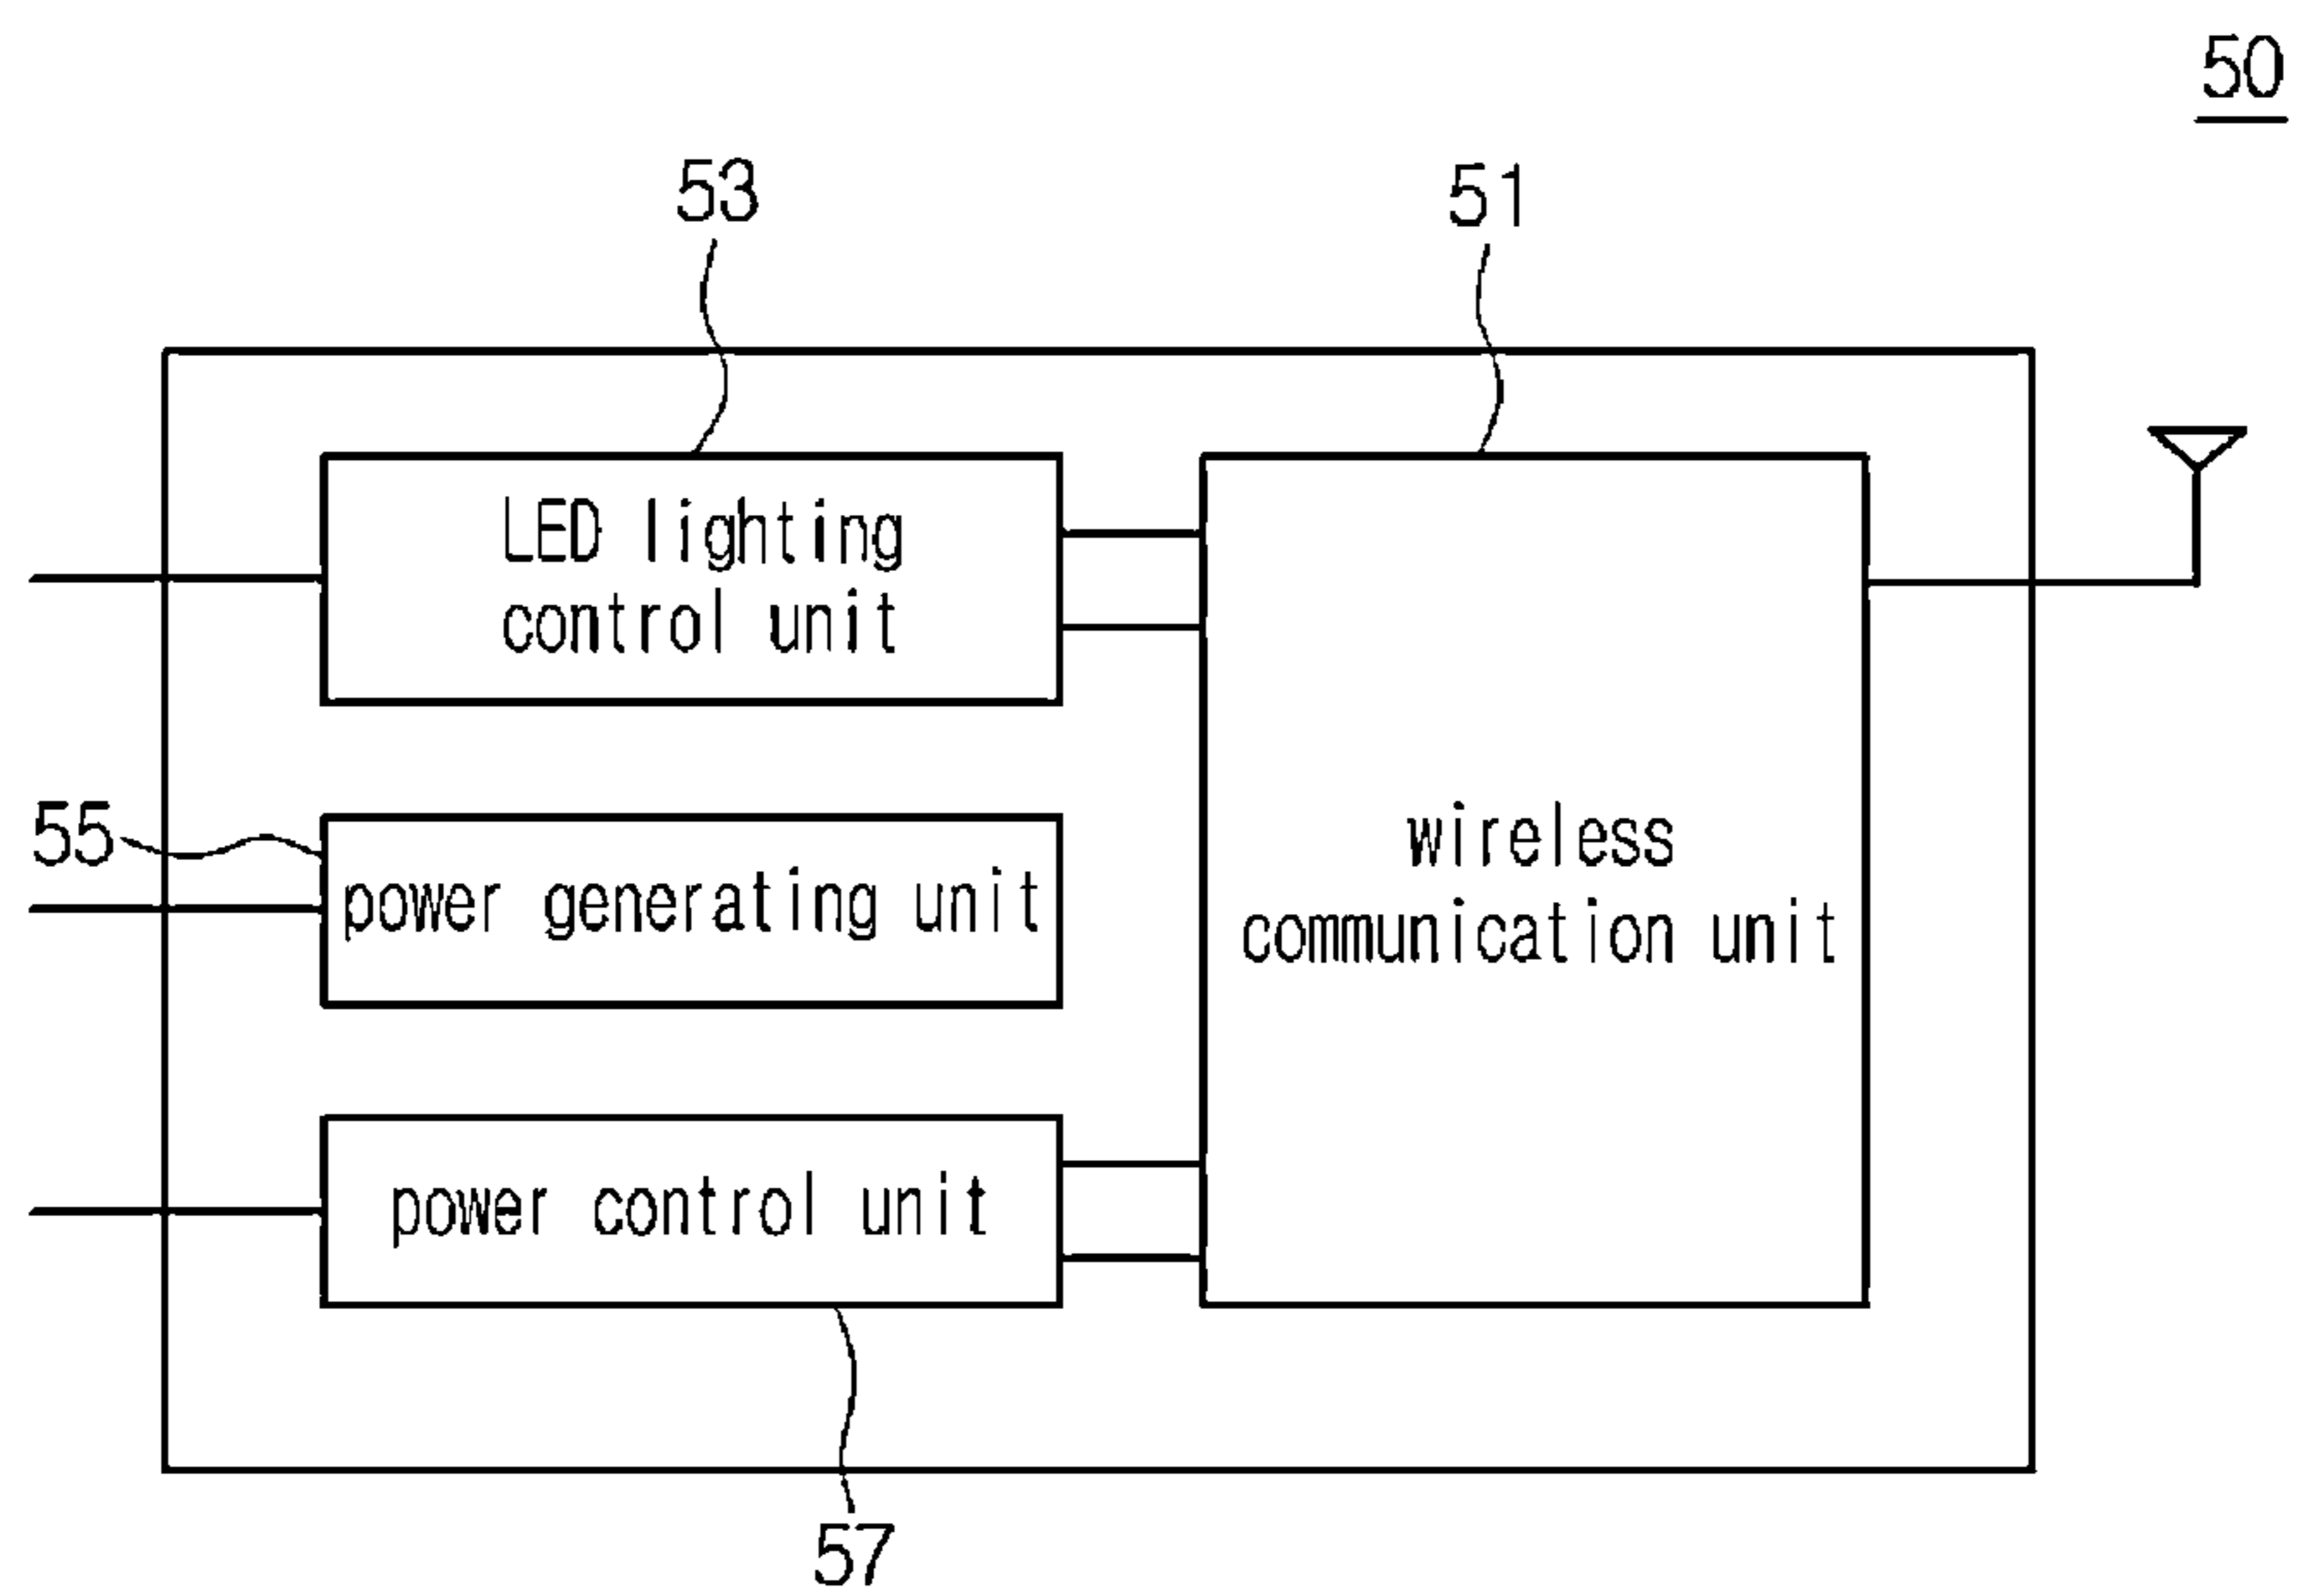 50
53
51
LED lighting
control unit
55
power generating unit
wireless
communication unit
power control unit
57